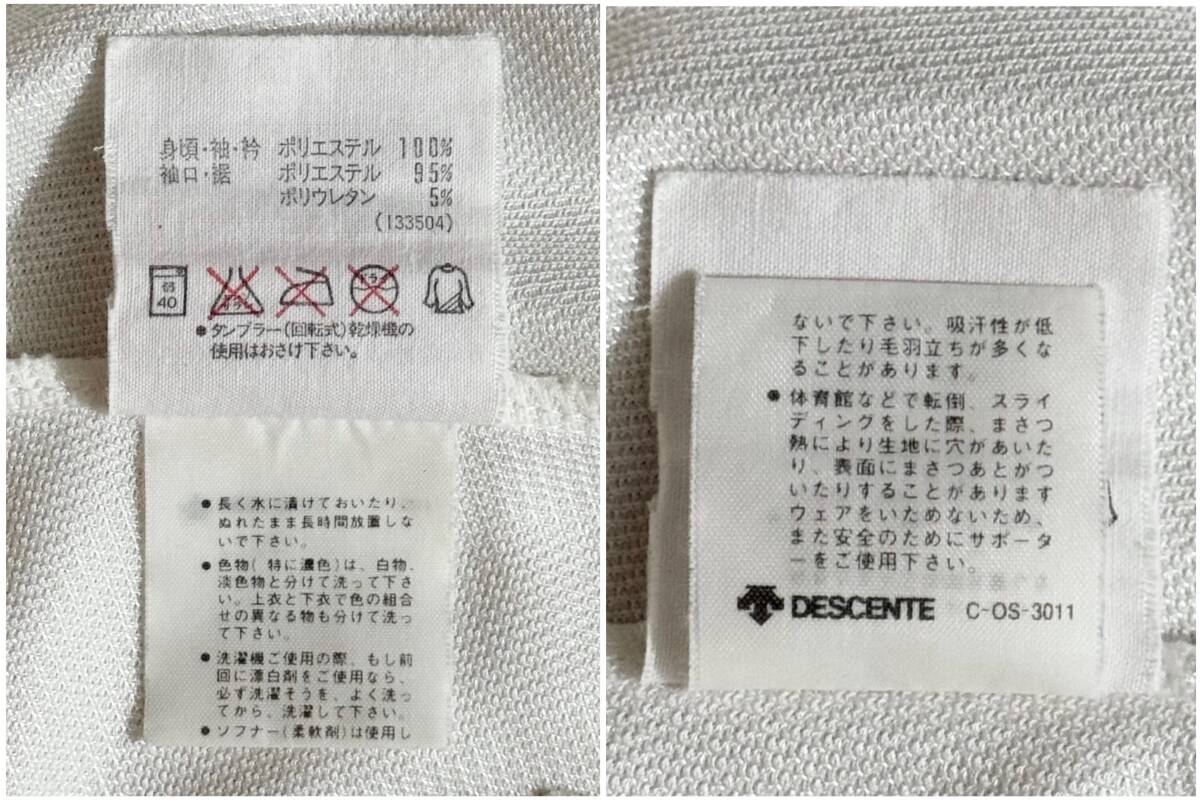 身頃・袖・衿 ポリエステル 100%
袖口・裾 ポリエステル 95%
ポリウレタン 5%
(133504)
弱
40
●タンブラー(回転式)乾燥機の
使用はおさけ下さい。
●長く水に漬けておいたり、
ぬれたまま長時間放置しな
いで下さい。
●色物(特に濃色)は、白物、
淡色物と分けて洗って下さ
い。上衣と下衣で色の組合
せの異なる物も分けて洗っ
て下さい。
●洗濯機ご使用の際、もし前
回に漂白剤をご使用なら、
必ず洗濯そうを、よく洗っ
てから、洗濯して下さい。
●ソフナー(柔軟剤)は使用し
ないで下さい。吸汗性が低
下したり毛羽立ちが多くな
ることがあります。
●体育館などで転倒、スライ
ディングをした際、まさつ
熱により生地に穴があいた
り、表面にまさつあとがつ
いたりすることがあります
ウェアをいためないため、
また安全のためにサポータ
ーをご使用下さい。
DESCENTE C-OS-3011